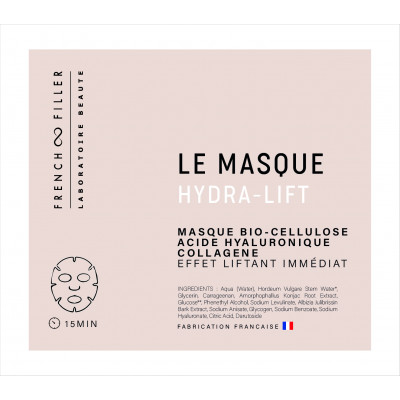 FRENCH FILLER
LABORATOIRE BEAUTE
LE MASQUE
HYDRA-LIFT
MASQUE BIO-CELLULOSE
ACIDE HYALURONIQUE
COLLAGENE
EFFET LIFTANT IMMÉDIAT
INGREDIENTS : Aqua (Water), Hordeum Vulgare Stem Water*,
Glycerin, Carrageenan, Amorphophallus Konjac Root Extract,
Glucose**, Phenethyl Alcohol, Sodium Levulinate, Albizia Julibrissin
Bark Extract, Sodium Anisate, Glycogen, Sodium Benzoate, Sodium
Hyaluronate, Citric Acid, Darutoside
FABRICATION FRANCAISE
15MIN